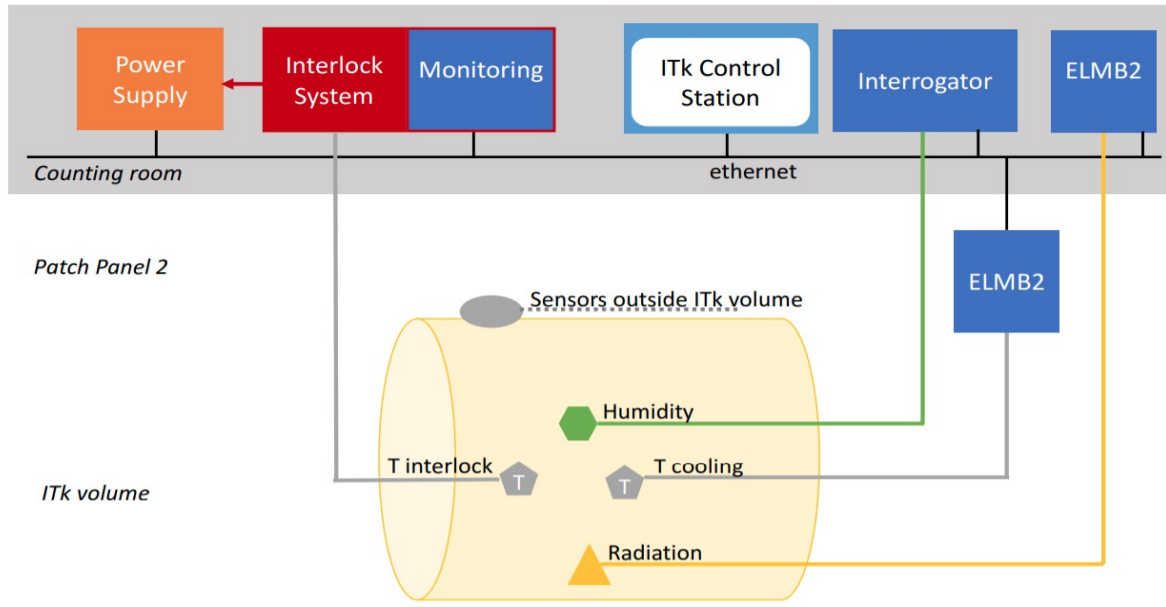 Power
Supply
Interlock
System
Monitoring
ITk Control
Station
Interrogator
ELMB2
Counting room
ethernet
Patch Panel 2
ELMB2
Sensors outside ITk volume
Humidity
T interlock
T
T
T cooling
ITk volume
Radiation